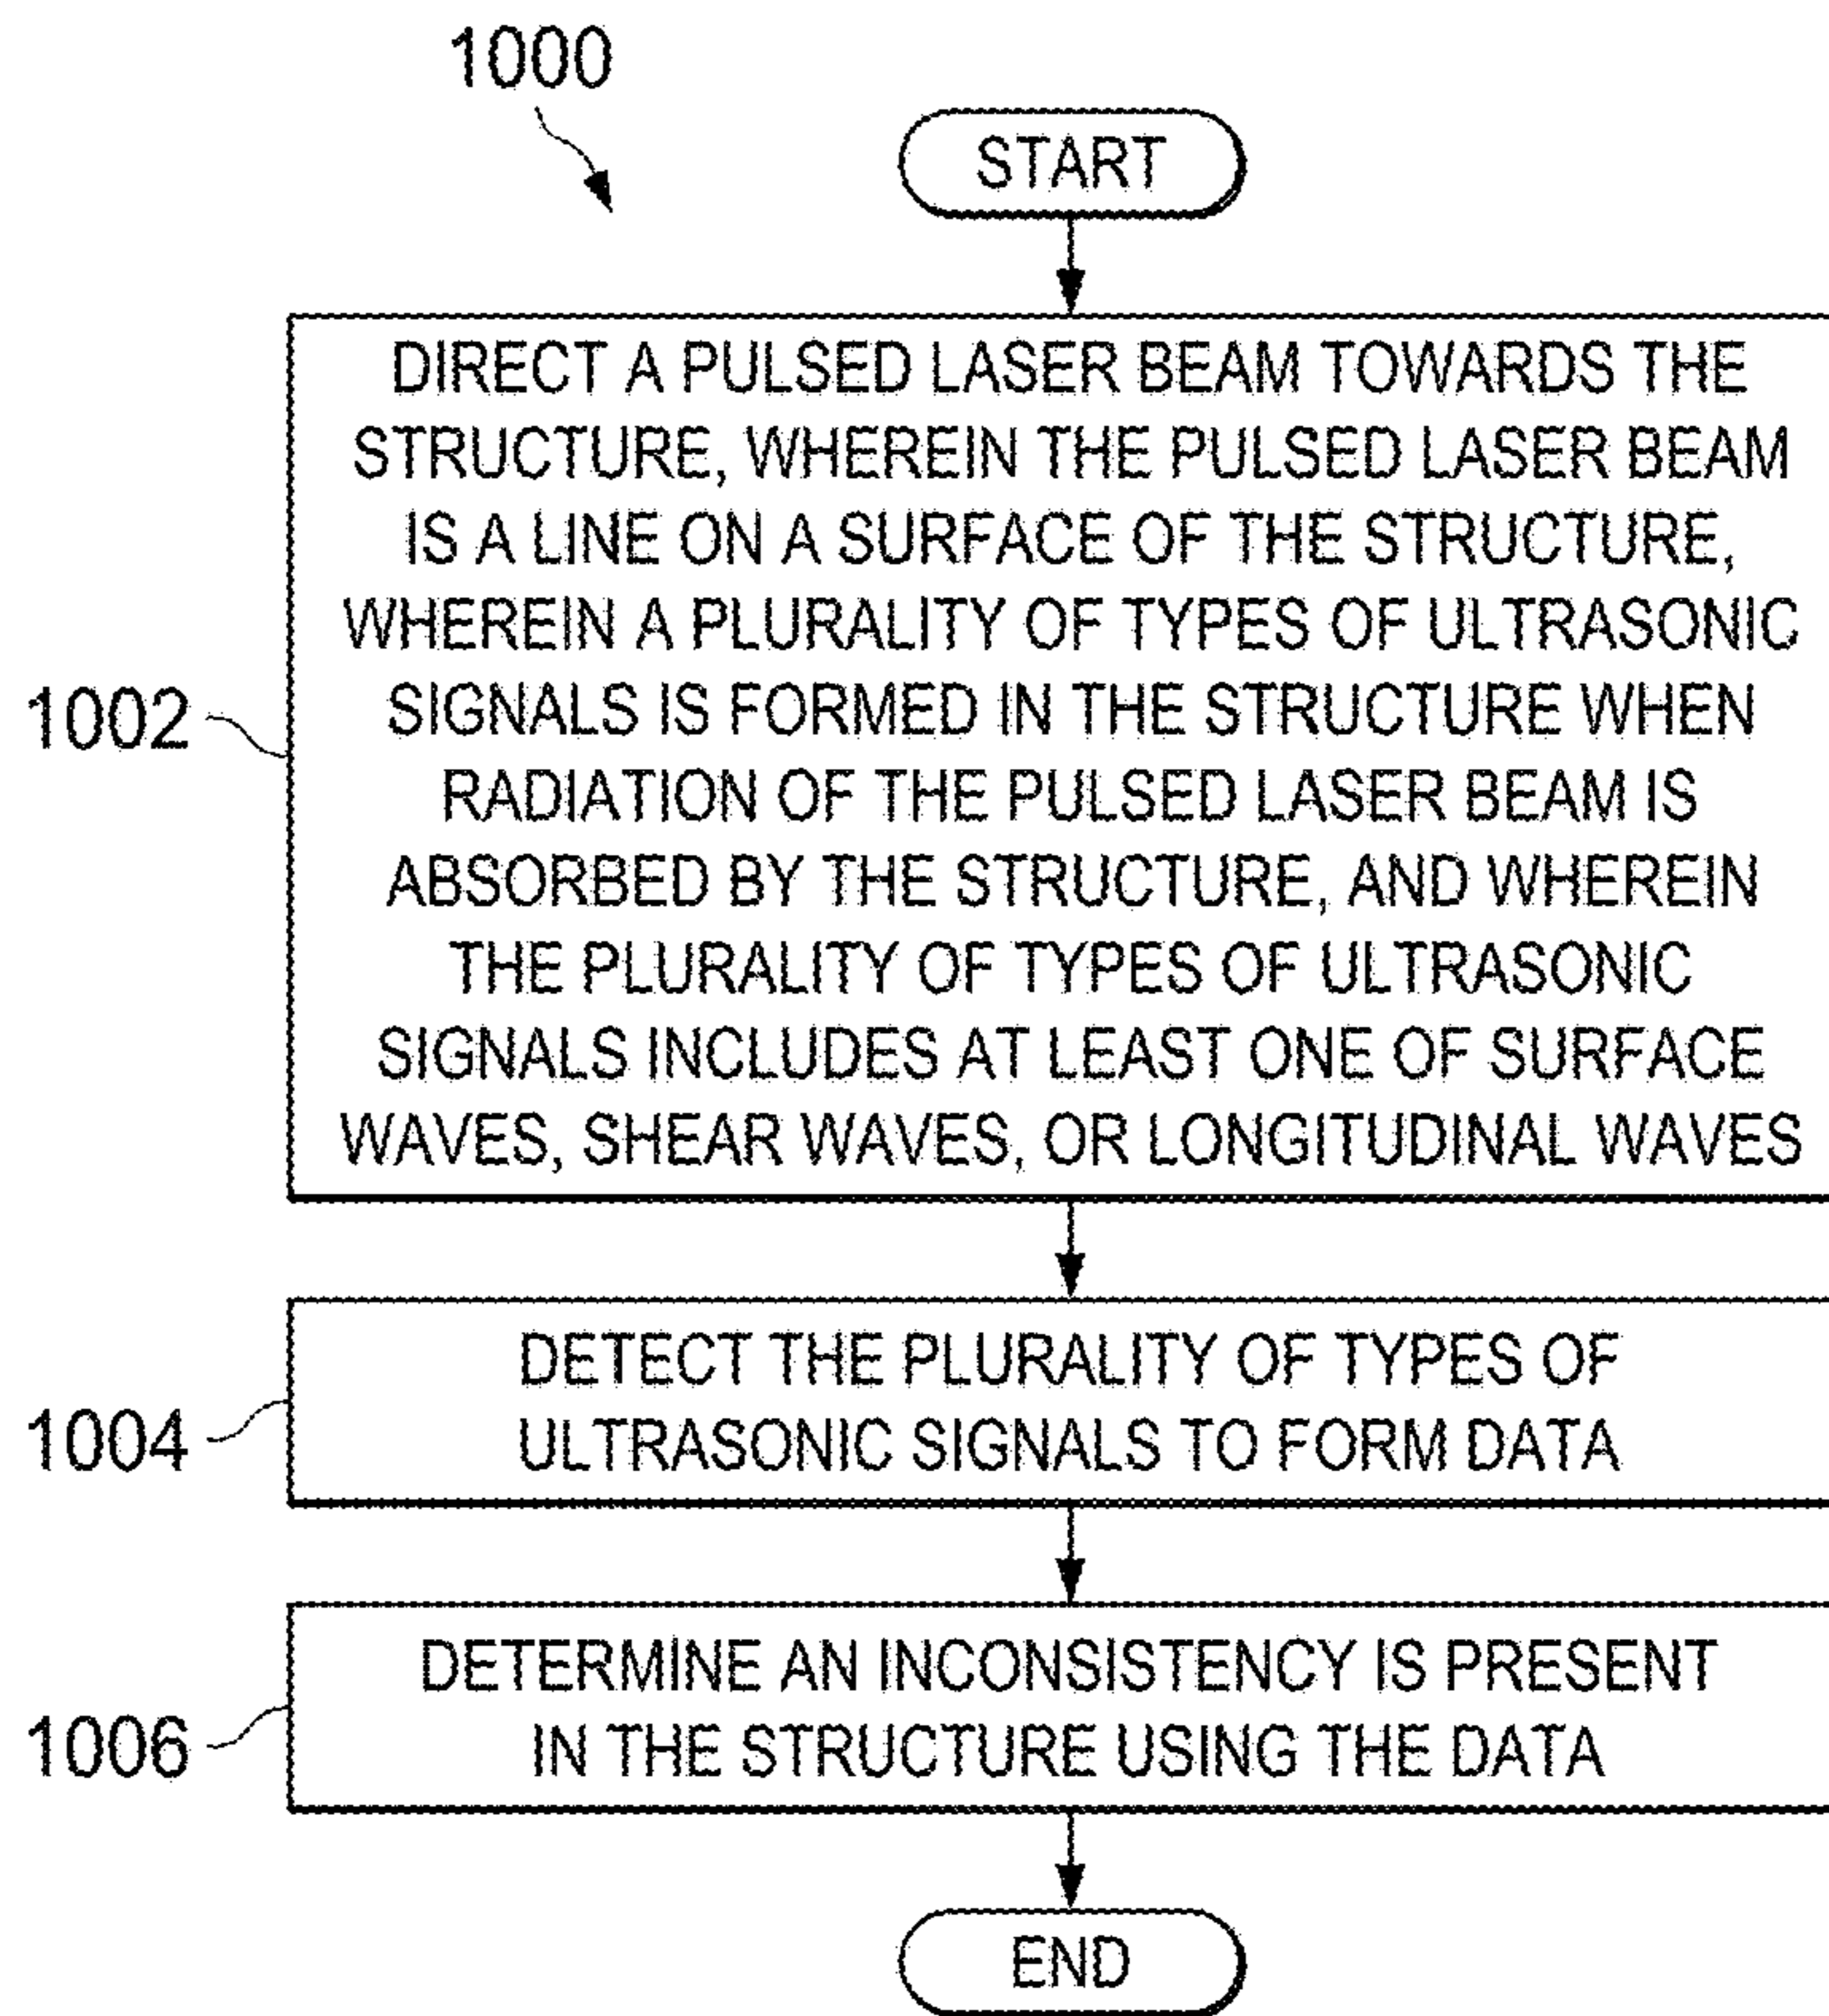 1000
START
DIRECT A PULSED LASER BEAM TOWARDS THE
STRUCTURE, WHEREIN THE PULSED LASER BEAM
IS A LINE ON A SURFACE OF THE STRUCTURE,
WHEREIN A PLURALITY OF TYPES OF ULTRASONIC
SIGNALS IS FORMED IN THE STRUCTURE WHEN
RADIATION OF THE PULSED LASER BEAM IS
ABSORBED BY THE STRUCTURE, AND WHEREIN
THE PLURALITY OF TYPES OF ULTRASONIC
SIGNALS INCLUDES AT LEAST ONE OF SURFACE
WAVES, SHEAR WAVES, OR LONGITUDINAL WAVES
1002
DETECT THE PLURALITY OF TYPES OF
ULTRASONIC SIGNALS TO FORM DATA
1004
DETERMINE AN INCONSISTENCY IS PRESENT
IN THE STRUCTURE USING THE DATA
1006
END